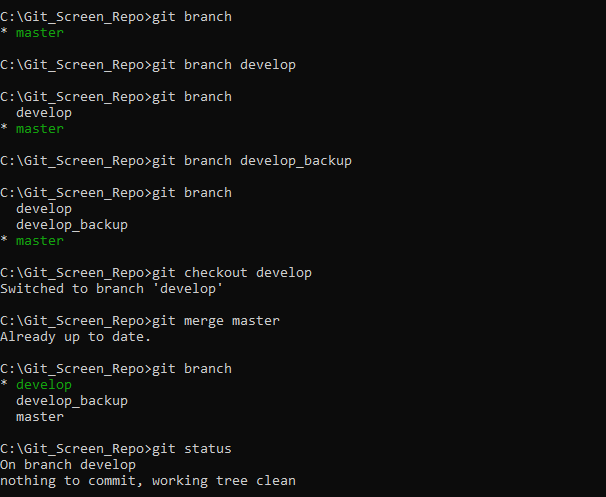 C:\Git_Screen_Repo>git branch
* master
C:\Git_Screen_Repo>git branch develop
C:\Git_Screen_Repo>git branch
  develop
* master
C:\Git_Screen_Repo>git branch develop_backup
C:\Git_Screen_Repo>git branch
  develop
  develop_backup
* master
C:\Git_Screen_Repo>git checkout develop
Switched to branch 'develop'
C:\Git_Screen_Repo>git merge master
Already up to date.
C:\Git_Screen_Repo>git branch
* develop
  develop_backup
  master
C:\Git_Screen_Repo>git status
On branch develop
nothing to commit, working tree clean